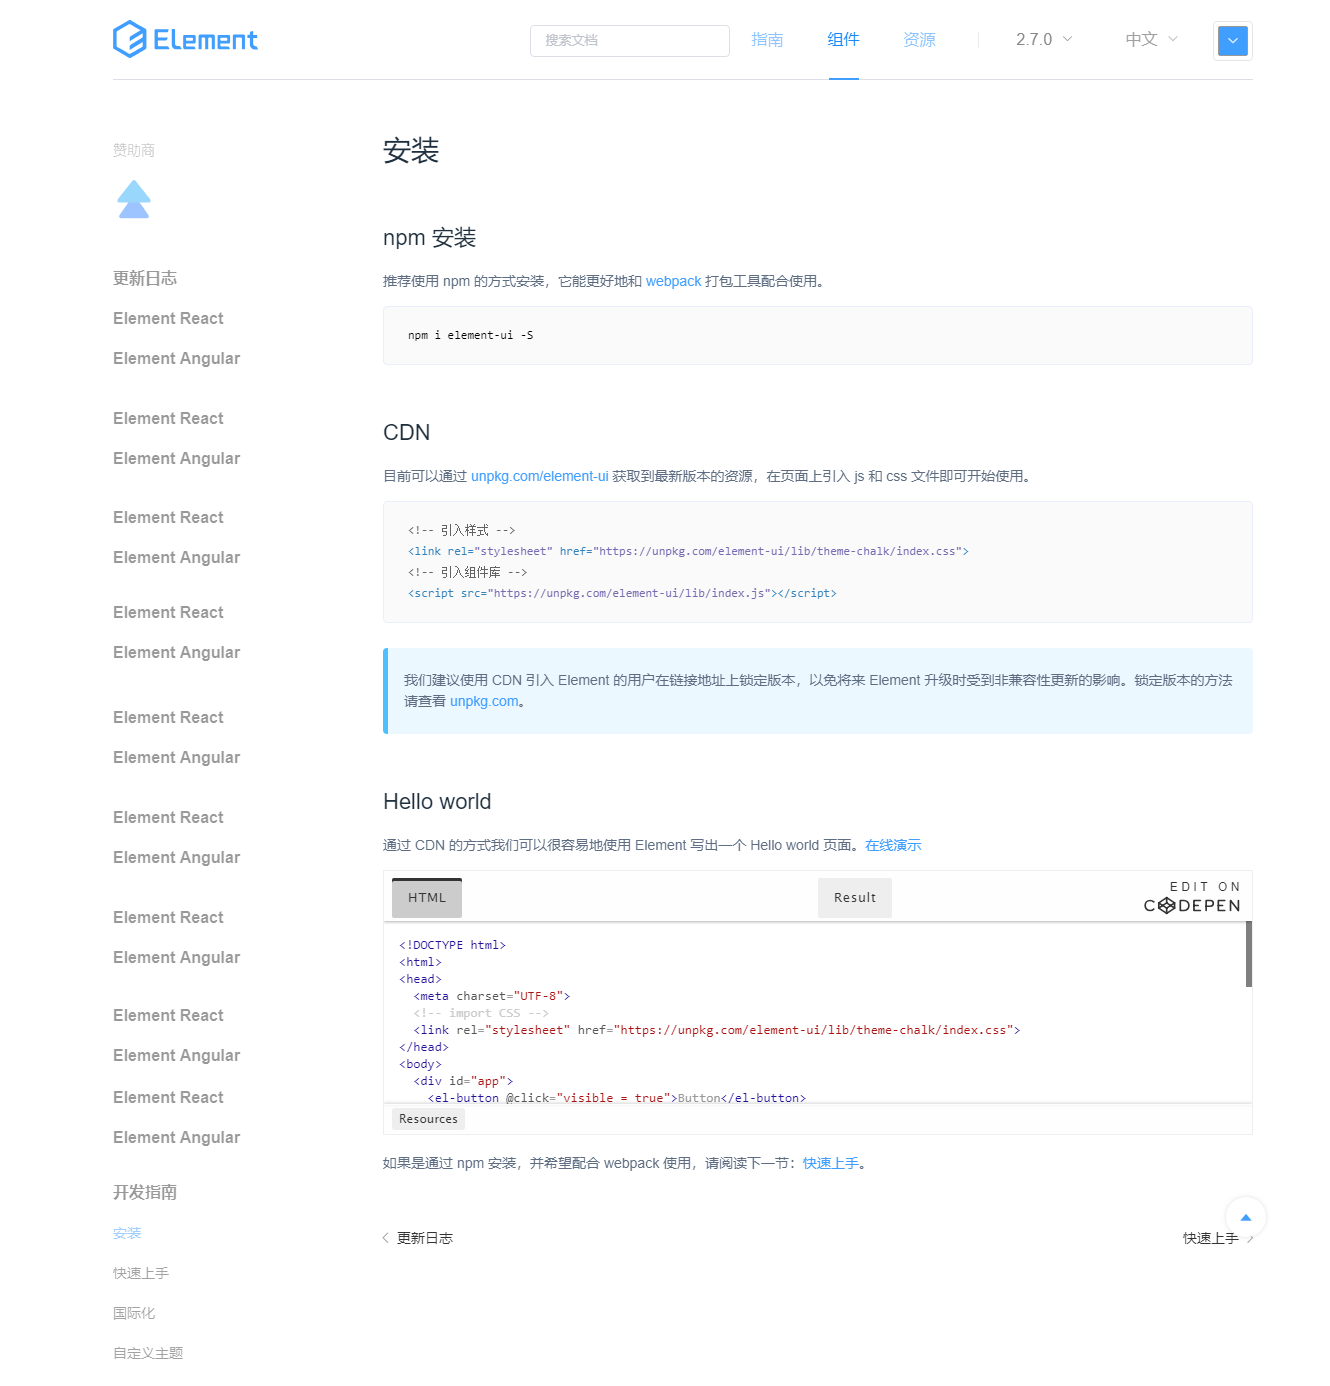 Element
搜索文档
指南
组件
资源
2.7.0
中文
赞助商
更新日志
Element React
Element Angular
Element React
Element Angular
Element React
Element Angular
Element React
Element Angular
Element React
Element Angular
Element React
Element Angular
Element React
Element Angular
Element React
Element Angular
Element React
Element Angular
开发指南
安装
快速上手
国际化
自定义主题
安装
npm 安装
推荐使用 npm 的方式安装，它能更好地和 webpack 打包工具配合使用。
npm i element-ui -S
CDN
目前可以通过 unpkg.com/element-ui 获取到最新版本的资源，在页面上引入 js 和 css 文件即可开始使用。
<!-- 引入样式 -->
<link rel="stylesheet" href="https://unpkg.com/element-ui/lib/theme-chalk/index.css">
<!-- 引入组件库 -->
<script src="https://unpkg.com/element-ui/lib/index.js"></script>
我们建议使用 CDN 引入 Element 的用户在链接地址上锁定版本，以免将来 Element 升级时受到非兼容性更新的影响。锁定版本的方法
请查看 unpkg.com。
Hello world
通过 CDN 的方式我们可以很容易地使用 Element 写出一个 Hello world 页面。在线演示
HTML
Result
EDIT ON
CODEPEN
<!DOCTYPE html>
<html>
<head>
<meta charset="UTF-8">
<!-- import CSS -->
<link rel="stylesheet" href="https://unpkg.com/element-ui/lib/theme-chalk/index.css">
</head>
<body>
<div id="app">
<el-button @click="visible = true">Button</el-button>
Resources
如果是通过 npm 安装，并希望配合 webpack 使用，请阅读下一节：快速上手。
更新日志
快速上手